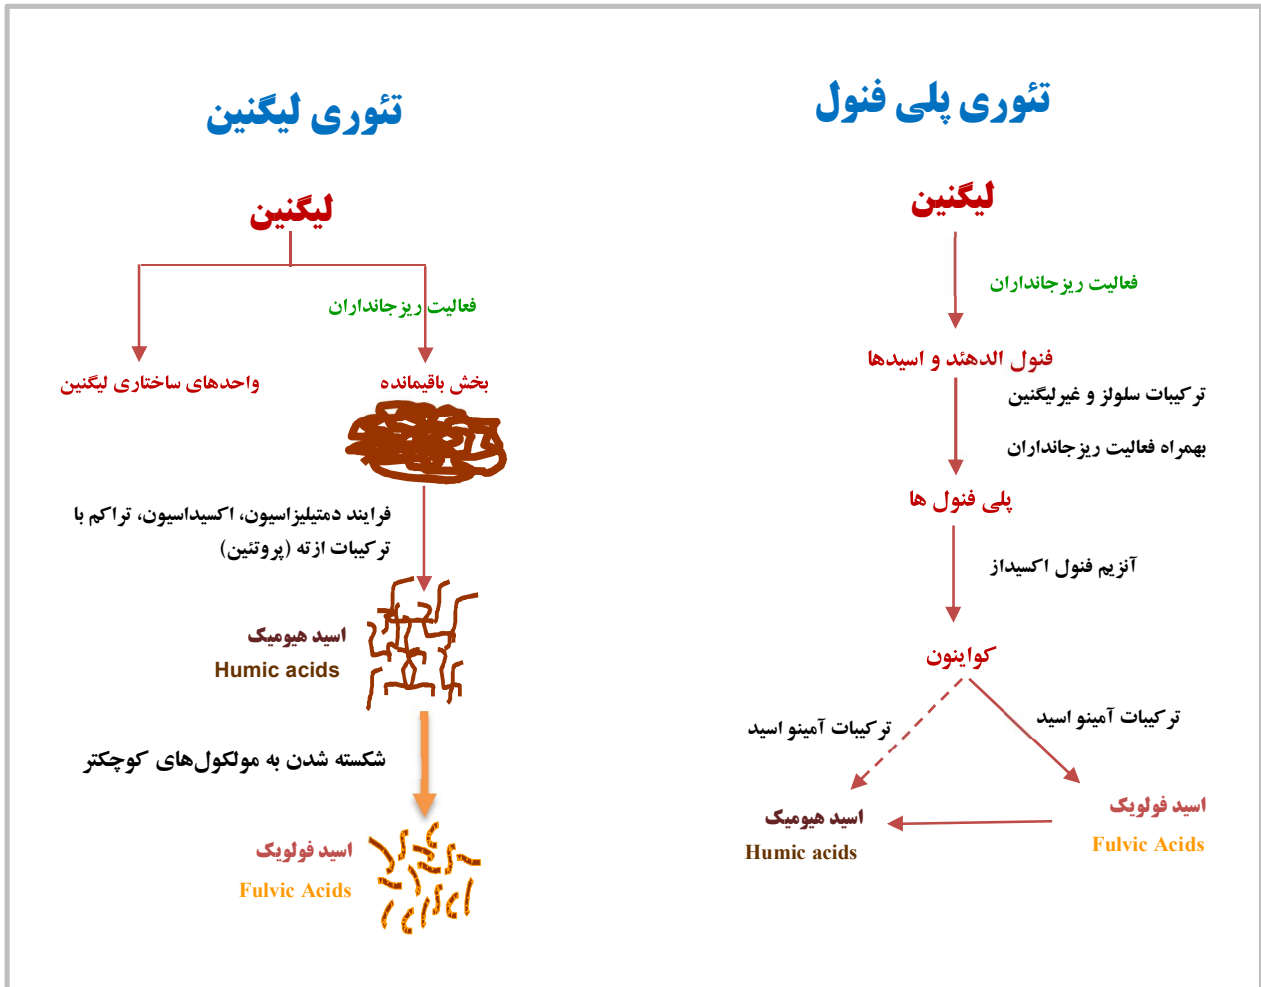 تئوری پلی فنول
لیگنین
فعالیت ریزجانداران
فنول الدهئد و اسیدها
ترکیبات سلولز و غیرلیگنین
بهمراه فعالیت ریزجانداران
پلی فنول ها
آنزیم فنول اکسیداز
کواینون
ترکیبات آمینو اسید
ترکیبات آمینو اسید
اسید فولویک
Fulvic Acids
اسید هیومیک
Humic acids
تئوری لیگنین
لیگنین
فعالیت ریزجانداران
بخش باقیمانده
واحدهای ساختاری لیگنین
فرایند دمتیلیزاسیون، اکسیداسیون، تراکم با
ترکیبات ازته (پروتئین)
اسید هیومیک
Humic acids
شکسته شدن به مولکول‌های کوچکتر
اسید فولویک
Fulvic Acids